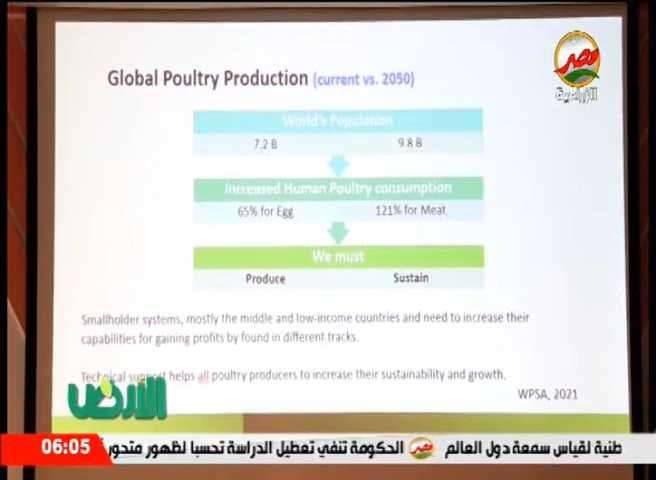 مصر
الزراعية
Global Poultry Production (current vs. 2050)
World's Population
7.2 B 9.8 B
Increased Human Poultry consumption
65% for Egg 121% for Meat
We must
Produce Sustain
Smallholder systems, mostly the middle and low-income countries and need to increase their
capabilities for gaining profits by found in different tracks.
Technical support helps all poultry producers to increase their sustainability and growth.
WPSA, 2021
الأرض
06:05 طنية لقياس سمعة دول العالم مصر الحكومة تنفي تعطيل الدراسة تحسبا لظهور متحور